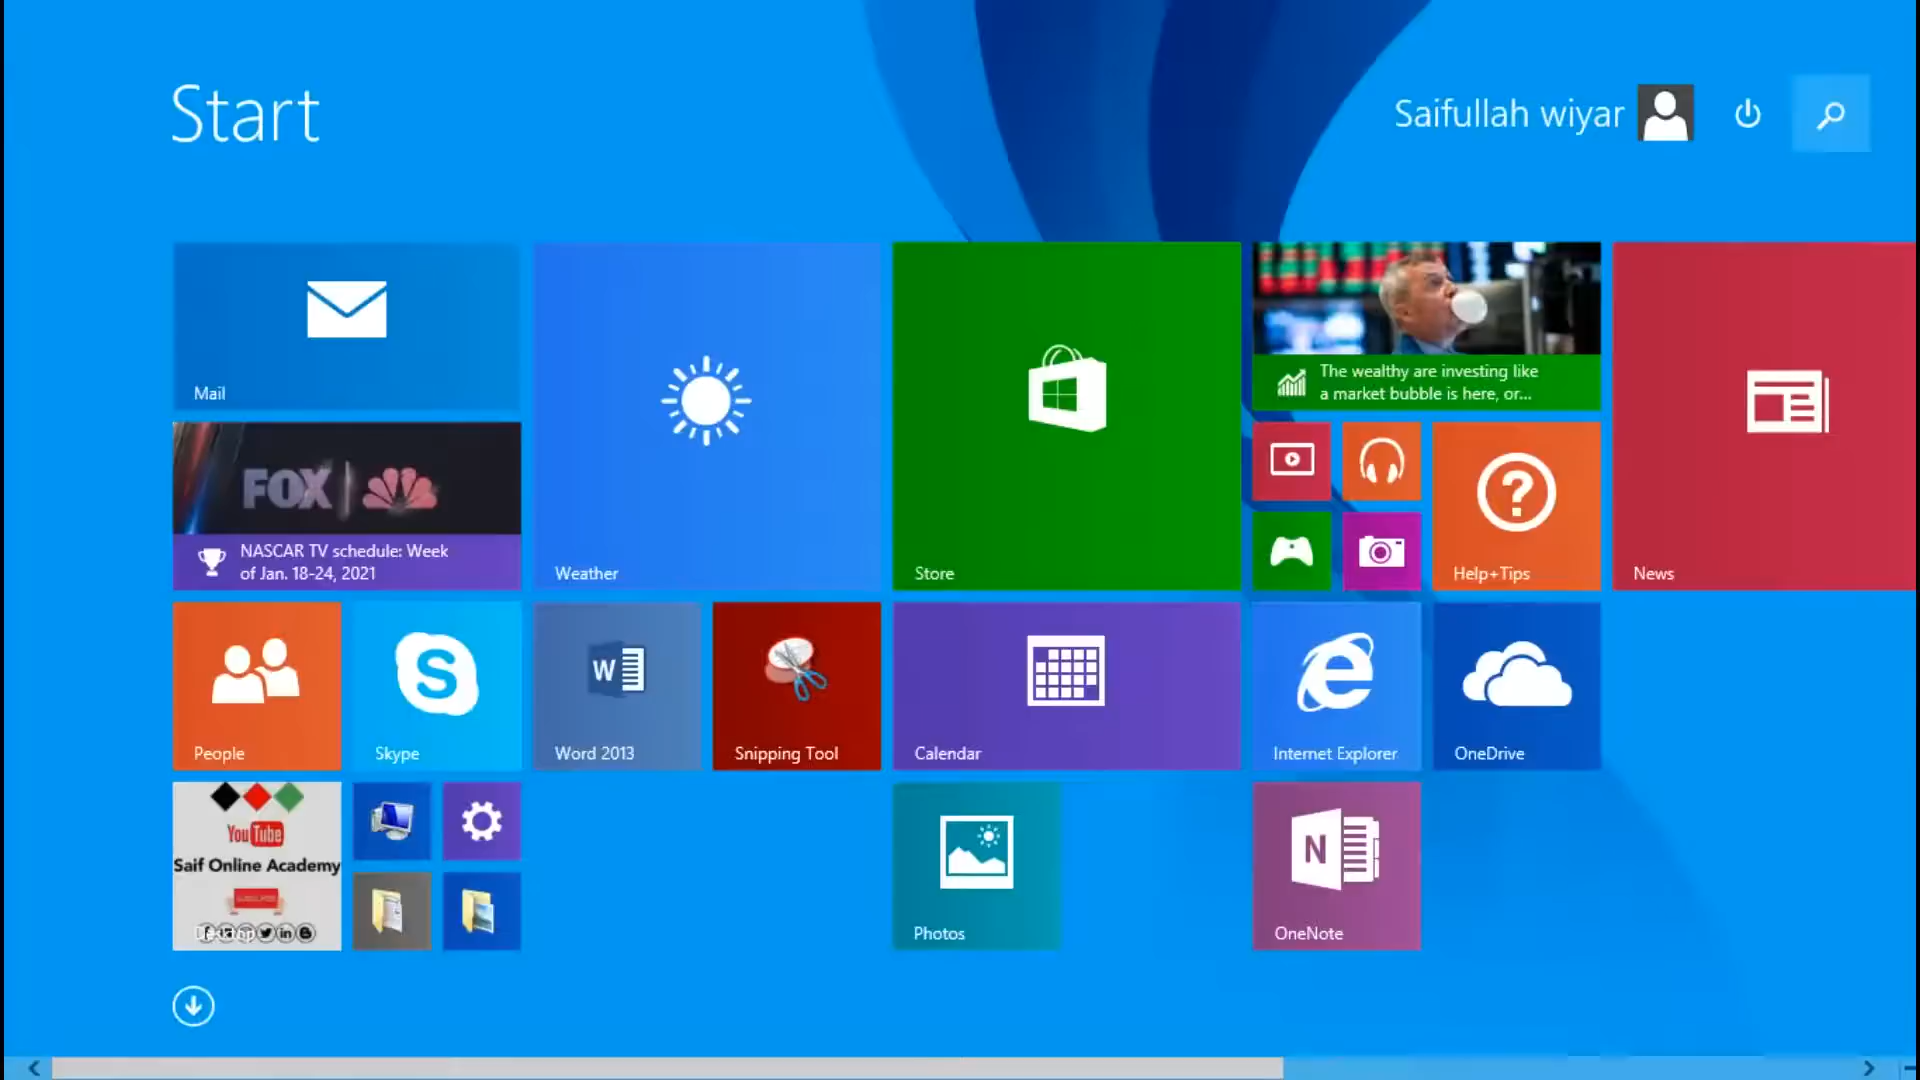 Start
Saifullah wiyar
Mail
Weather
Store
The wealthy are investing like
a market bubble is here, or...
News
FOX
NASCAR TV schedule: Week
of Jan. 18-24, 2021
Help+Tips
People
Skype
W
Word 2013
Snipping Tool
Calendar
Internet Explorer
OneDrive
YouTube
Saif Online Academy
SUBSCRIBE
Desktop
Photos
N
OneNote